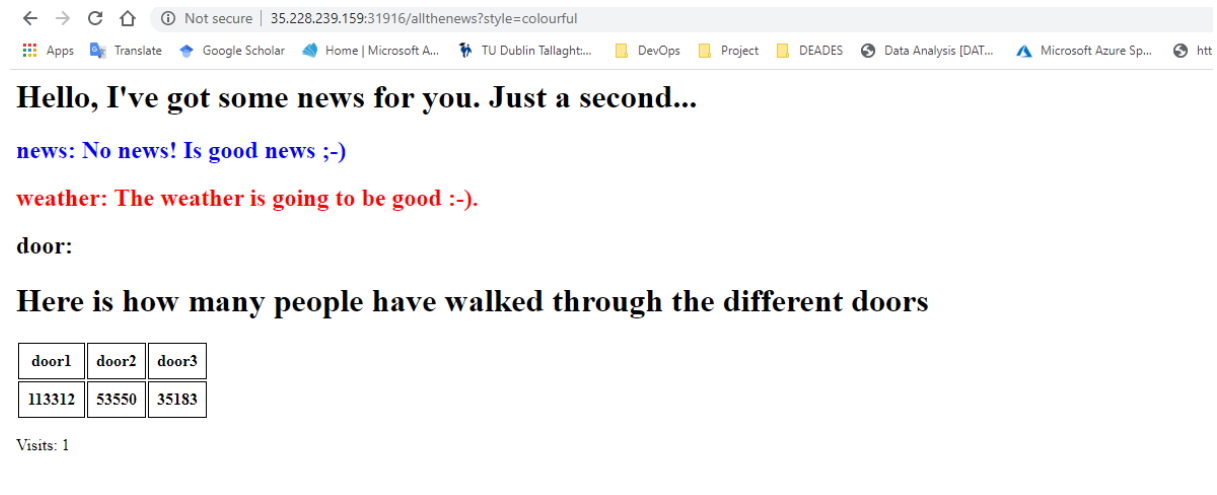 Not secure | 35.228.239.159:31916/allthenews?style=colourful
Apps Translate Google Scholar Home | Microsoft A... TU Dublin Tallaght:... DevOps Project DEADES Data Analysis [DAT... Microsoft Azure Sp... htt
Hello, I've got some news for you. Just a second...
news: No news! Is good news ;-)
weather: The weather is going to be good :-).
door:
Here is how many people have walked through the different doors
door1 door2 door3
113312 53550 35183
Visits: 1